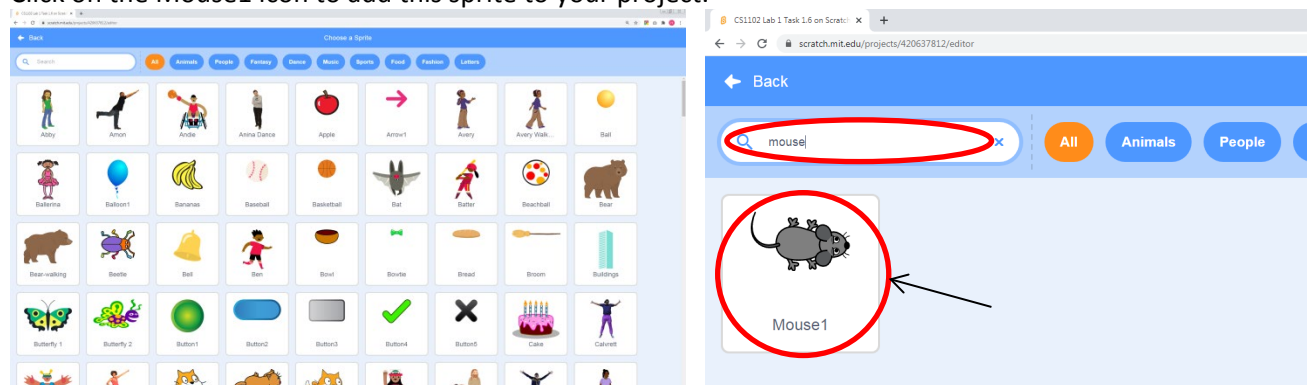 Click on the Mouse1 icon to add this sprite to your project.
Back
Choose a Sprite
Search
All Animals People Fantasy Dance Music Sports Food Fashion Letters
Abby Amon Andie Anina Dance Apple Arrow1 Avery Avery Walk... Ball
Ballerina Balloon1 Bananas Baseball Basketball Bat Batter Beachball Bear
Bear-walking Beetle Bell Ben Bowl Bowtie Bread Broom Buildings
Butterfly 1 Butterfly 2 Button1 Button2 Button3 Button4 Button5 Cake Calvrett
CS1102 Lab 1 Task 1.6 on Scratc
scratch.mit.edu/projects/420637812/editor
Back
mouse
All Animals People
Mouse1